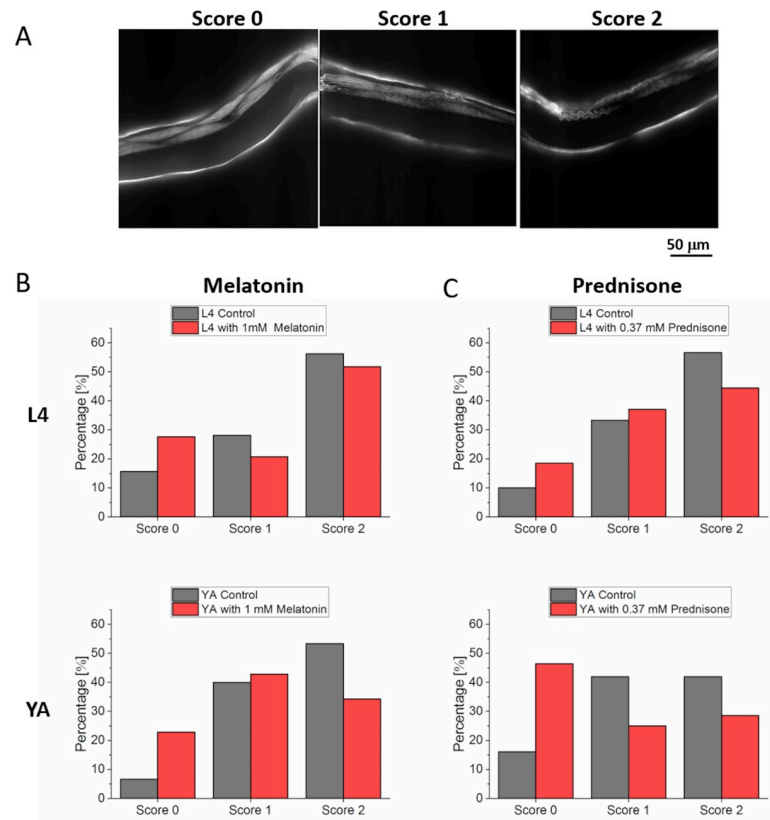 Score 0 Score 1 Score 2
A
50 μm
B Melatonin
C Prednisone
L4
L4 Control
L4 with 1mM Melatonin
Percentage [%]
60
50
40
30
20
10
0
Score 0 Score 1 Score 2
L4 Control
L4 with 0.37 mM Prednisone
Percentage [%]
60
50
40
30
20
10
0
Score 0 Score 1 Score 2
YA
YA Control
YA with 1 mM Melatonin
Percentage [%]
60
50
40
30
20
10
0
Score 0 Score 1 Score 2
YA Control
YA with 0.37 mM Prednisone
Percentage [%]
60
50
40
30
20
10
0
Score 0 Score 1 Score 2